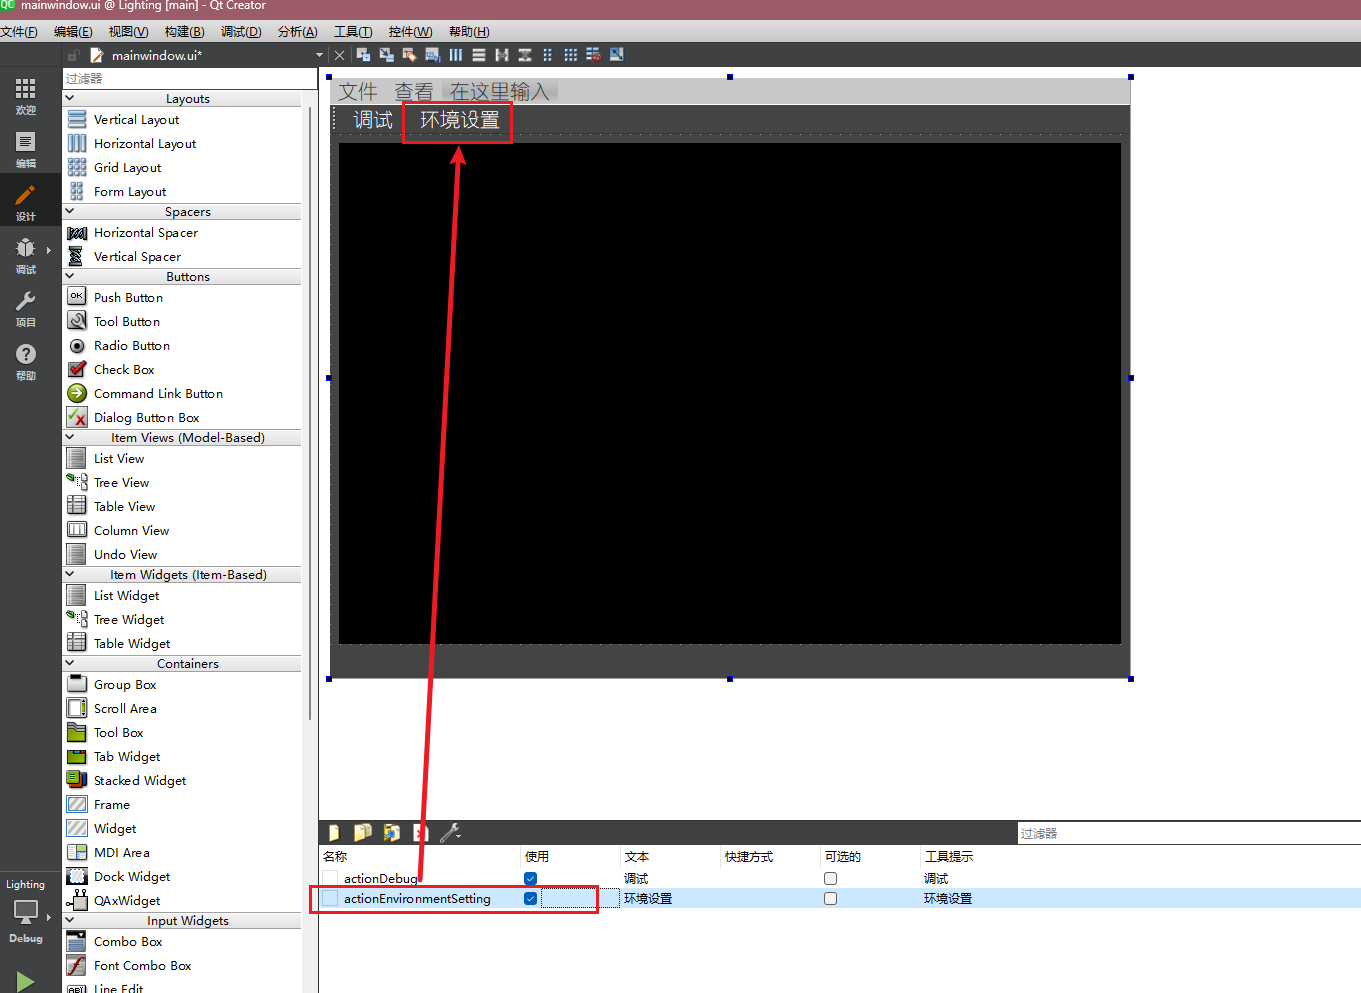 QC mainwindow.ui @ Lighting [main] - Qt Creator
文件(F) 编辑(E) 视图(V) 构建(B) 调试(D) 分析(A) 工具(T) 控件(W) 帮助(H)
mainwindow.ui*
过滤器
欢迎
编辑
设计
调试
项目
帮助
Lighting
Debug
Layouts
Vertical Layout
Horizontal Layout
Grid Layout
Form Layout
Spacers
Horizontal Spacer
Vertical Spacer
Buttons
OK Push Button
Tool Button
Radio Button
Check Box
Command Link Button
Dialog Button Box
Item Views (Model-Based)
List View
Tree View
Table View
Column View
Undo View
Item Widgets (Item-Based)
List Widget
Tree Widget
Table Widget
Containers
Group Box
Scroll Area
Tool Box
Tab Widget
Stacked Widget
Frame
Widget
MDI Area
Dock Widget
QAxWidget
Input Widgets
Combo Box
Font Combo Box
Line Edit
文件 查看 在这里输入
调试 环境设置
过滤器
名称 使用 文本 快捷方式 可选的 工具提示
actionDebug 调试 调试
actionEnvironmentSetting 环境设置 环境设置